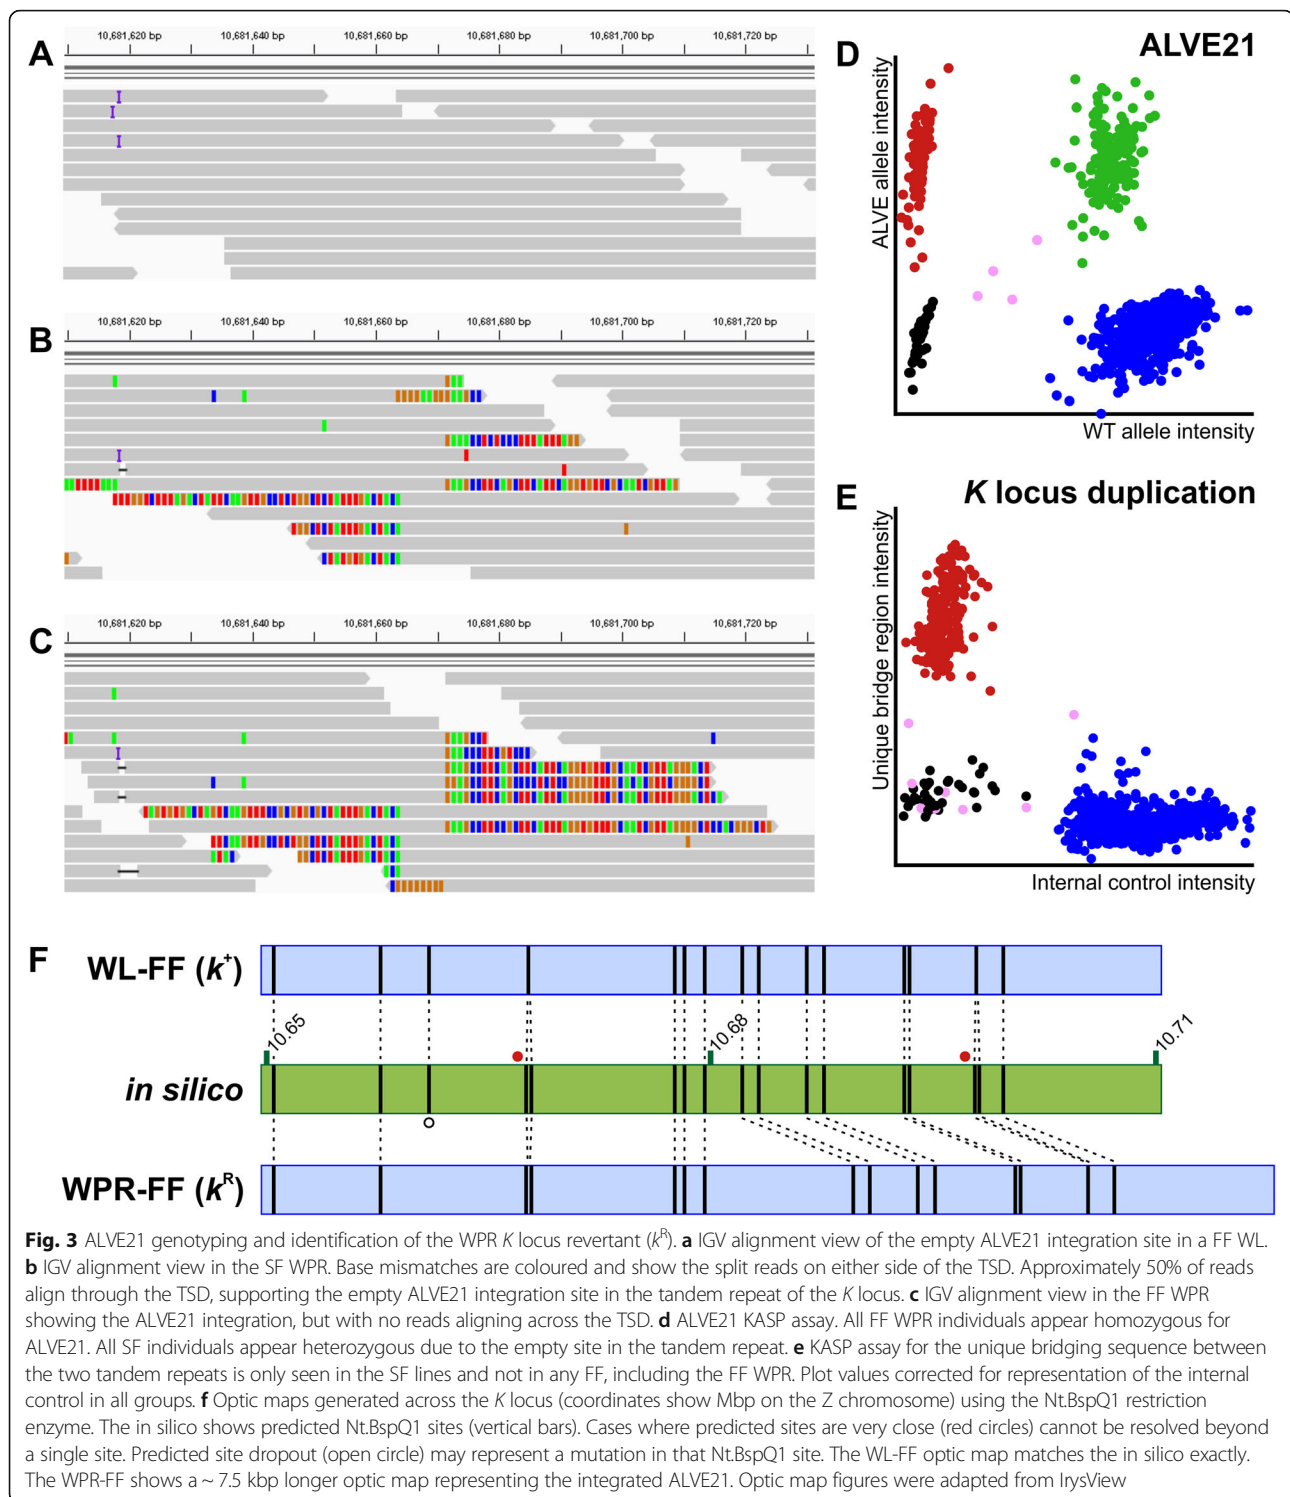 A
10,681,620 bp 10,681,640 bp 10,681,660 bp 10,681,680 bp 10,681,700 bp 10,681,720 bp
B
10,681,620 bp 10,681,640 bp 10,681,660 bp 10,681,680 bp 10,681,700 bp 10,681,720 bp
C
10,681,620 bp 10,681,640 bp 10,681,660 bp 10,681,680 bp 10,681,700 bp 10,681,720 bp
D
ALVE21
ALVE allele intensity
WT allele intensity
E
K locus duplication
Unique bridge region intensity
Internal control intensity
F
WL-FF (k+)
10.65 10.68 10.71
in silico
WPR-FF (kR)
Fig. 3 ALVE21 genotyping and identification of the WPR K locus revertant (kR). a IGV alignment view of the empty ALVE21 integration site in a FF WL.
b IGV alignment view in the SF WPR. Base mismatches are coloured and show the split reads on either side of the TSD. Approximately 50% of reads
align through the TSD, supporting the empty ALVE21 integration site in the tandem repeat of the K locus. c IGV alignment view in the FF WPR
showing the ALVE21 integration, but with no reads aligning across the TSD. d ALVE21 KASP assay. All FF WPR individuals appear homozygous for
ALVE21. All SF individuals appear heterozygous due to the empty site in the tandem repeat. e KASP assay for the unique bridging sequence between
the two tandem repeats is only seen in the SF lines and not in any FF, including the FF WPR. Plot values corrected for representation of the internal
control in all groups. f Optic maps generated across the K locus (coordinates show Mbp on the Z chromosome) using the Nt.BspQ1 restriction
enzyme. The in silico shows predicted Nt.BspQ1 sites (vertical bars). Cases where predicted sites are very close (red circles) cannot be resolved beyond
a single site. Predicted site dropout (open circle) may represent a mutation in that Nt.BspQ1 site. The WL-FF optic map matches the in silico exactly.
The WPR-FF shows a ~ 7.5 kbp longer optic map representing the integrated ALVE21. Optic map figures were adapted from IrysView